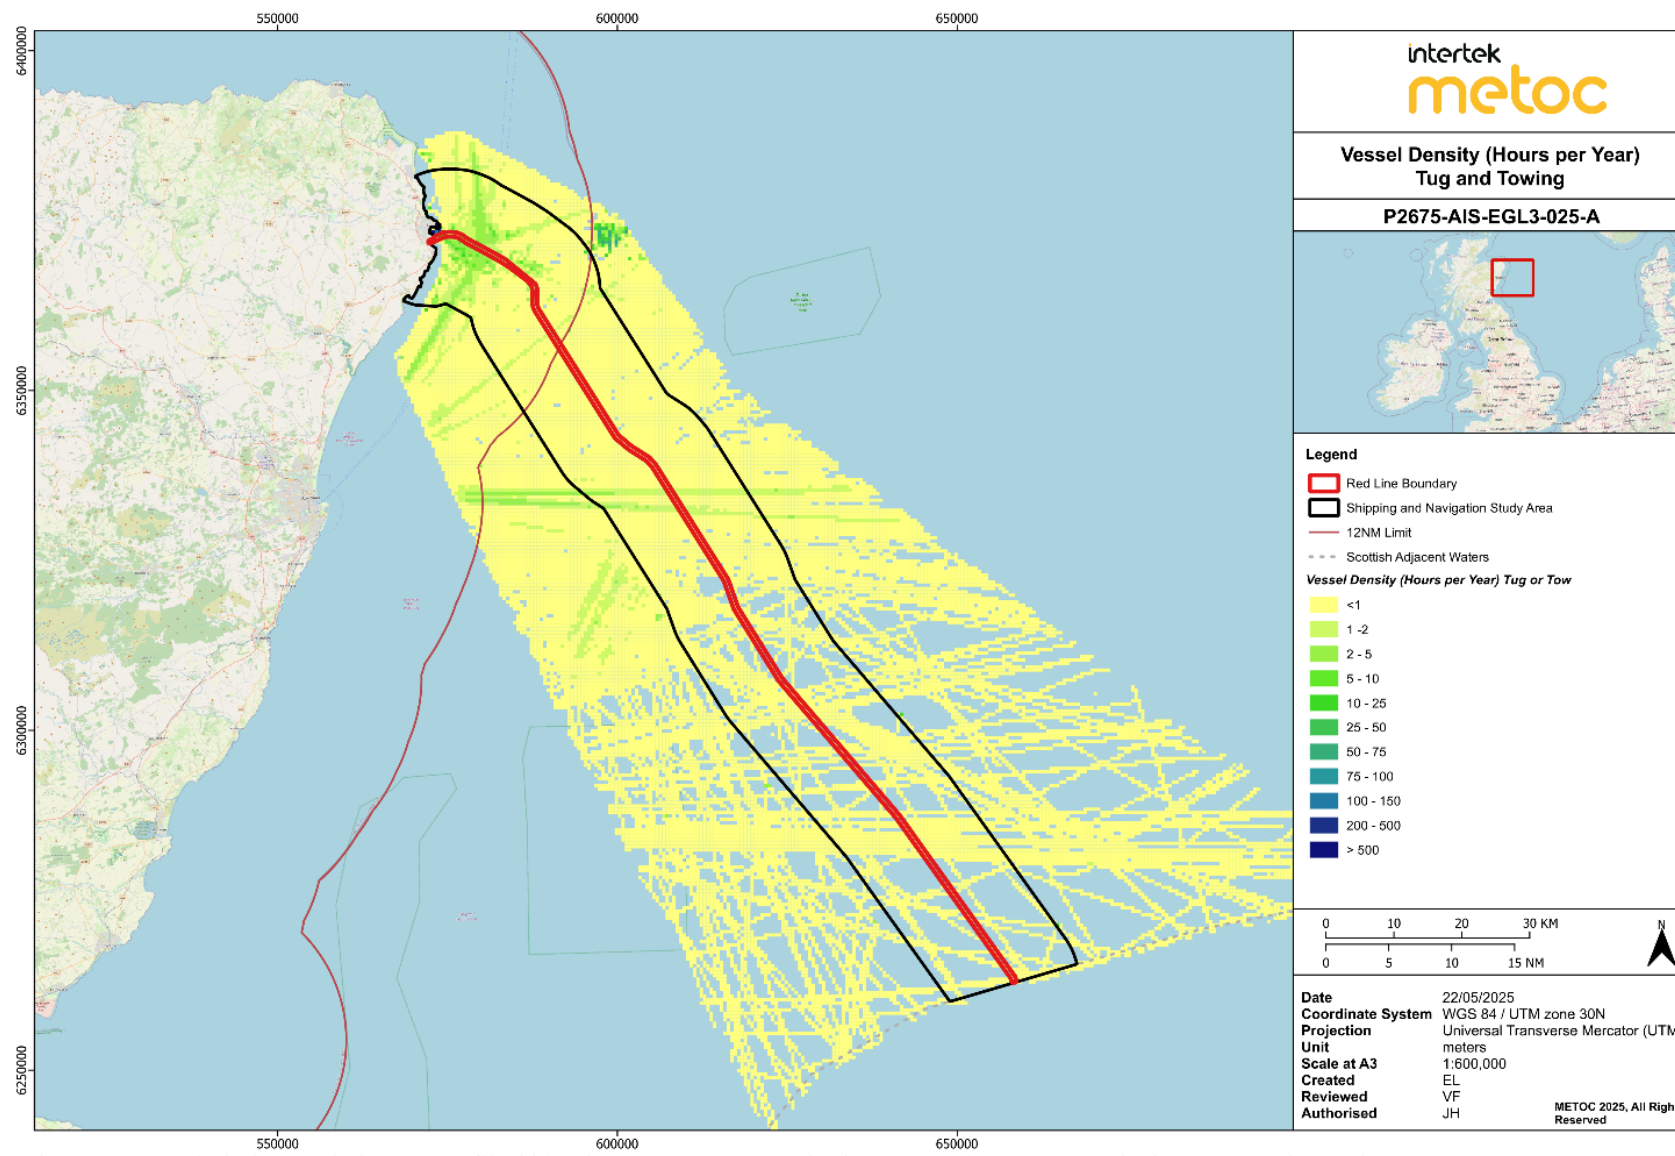 550000
600000
650000
6400000
6350000
6300000
6250000
550000
600000
650000
intertek
metoc
Vessel Density (Hours per Year)
Tug and Towing
P2675-AIS-EGL3-025-A
Legend
Red Line Boundary
Shipping and Navigation Study Area
12NM Limit
Scottish Adjacent Waters
Vessel Density (Hours per Year) Tug or Tow
<1
1 -2
2 - 5
5 - 10
10 - 25
25 - 50
50 - 75
75 - 100
100 - 150
200 - 500
> 500
0 10 20 30 KM
0 5 10 15 NM
N
Date 22/05/2025
Coordinate System WGS 84 / UTM zone 30N
Projection Universal Transverse Mercator (UTM
Unit meters
Scale at A3 1:600,000
Created EL
Reviewed VF
Authorised JH
METOC 2025, All Righ
Reserved